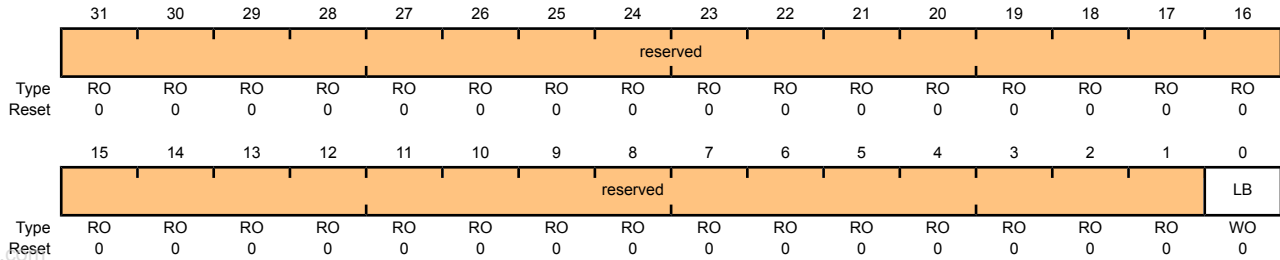 31 30 29 28 27 26 25 24 23 22 21 20 19 18 17 16
reserved
Type RO RO RO RO RO RO RO RO RO RO RO RO RO RO RO RO
Reset 0 0 0 0 0 0 0 0 0 0 0 0 0 0 0 0
15 14 13 12 11 10 9 8 7 6 5 4 3 2 1 0
reserved LB
Type RO RO RO RO RO RO RO RO RO RO RO RO RO RO RO WO
Reset 0 0 0 0 0 0 0 0 0 0 0 0 0 0 0 0
.com